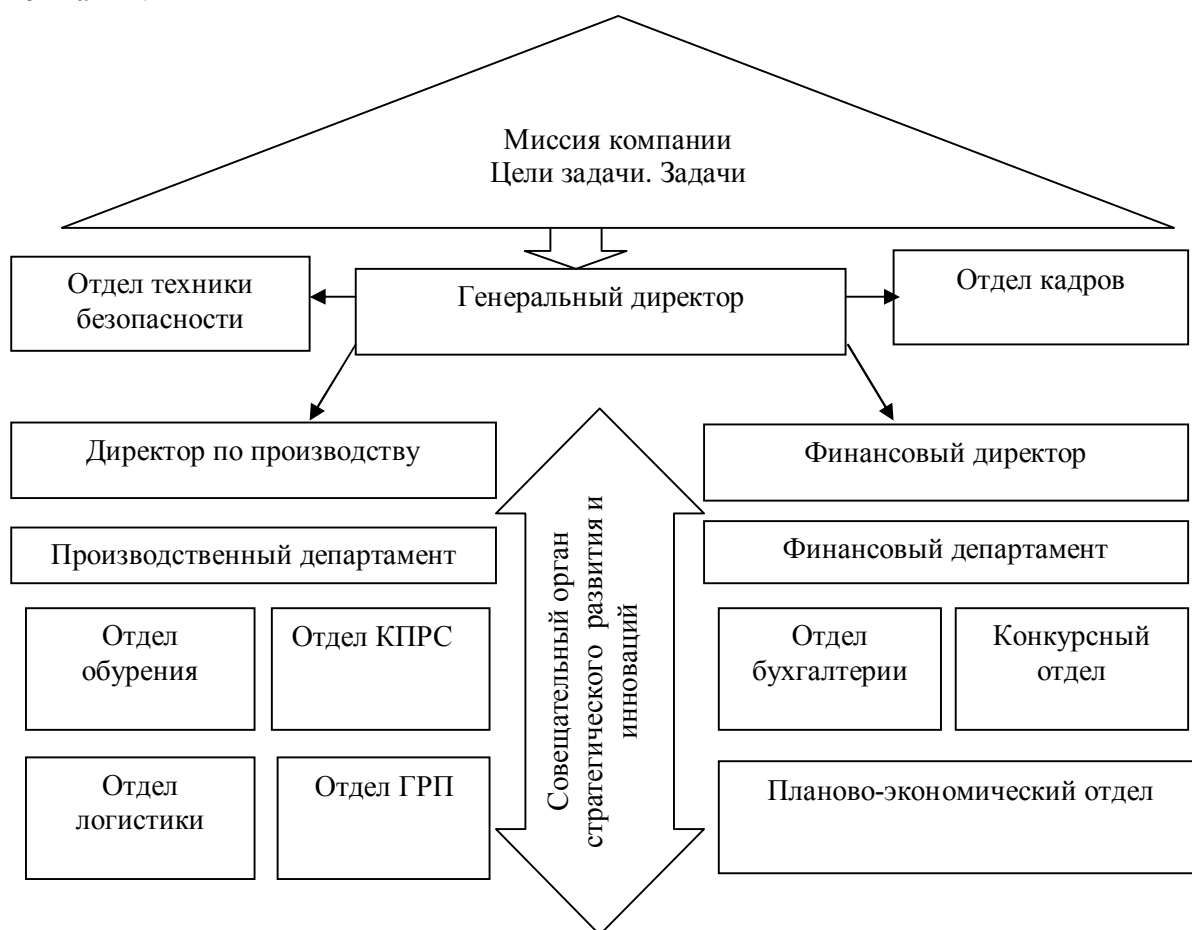 Миссия компании
Цели задачи. Задачи
Отдел техники
безопасности
Генеральный директор
Отдел кадров
Директор по производству
Финансовый директор
Производственный департамент
Финансовый департамент
Совещательный орган
стратегического развития и
инноваций
Отдел
обурения
Отдел КПРС
Отдел
бухгалтерии
Конкурсный
отдел
Отдел
логистики
Отдел ГРП
Планово-экономический отдел